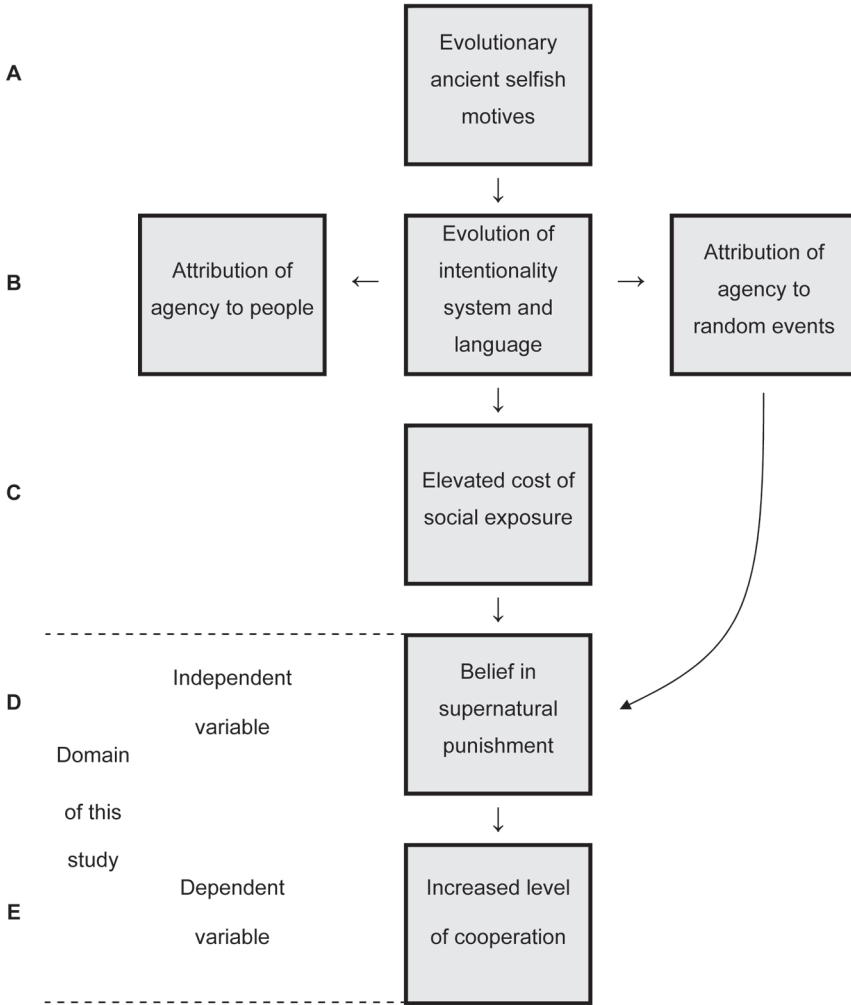 A
Evolutionary
ancient selfish
motives
↓
B
Attribution of
agency to people
←
Evolution of
intentionality
system and
language
→
Attribution of
agency to
random events
↓
C
Elevated cost of
social exposure
↓
D
Independent
variable
Belief in
supernatural
punishment
Domain
of this
study
↓
E
Dependent
variable
Increased level
of cooperation